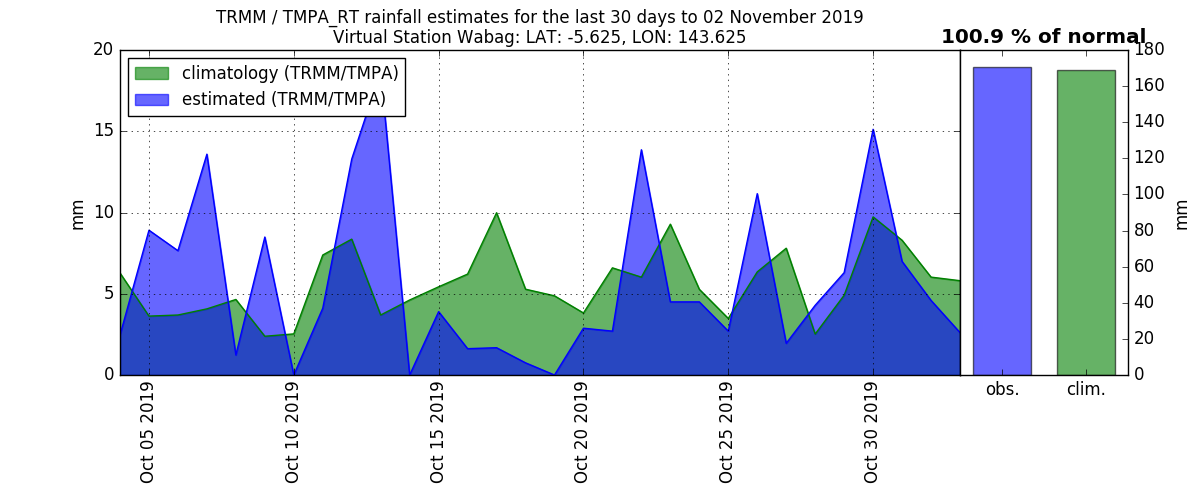 TRMM / TMPA_RT rainfall estimates for the last 30 days to 02 November 2019
Virtual Station Wabag: LAT: -5.625, LON: 143.625
100.9 % of normal
climatology (TRMM/TMPA)
estimated (TRMM/TMPA)
20
15
10
5
0
mm
Oct 05 2019
Oct 10 2019
Oct 15 2019
Oct 20 2019
Oct 25 2019
Oct 30 2019
obs.
clim.
180
160
140
120
100
80
60
40
20
0
mm